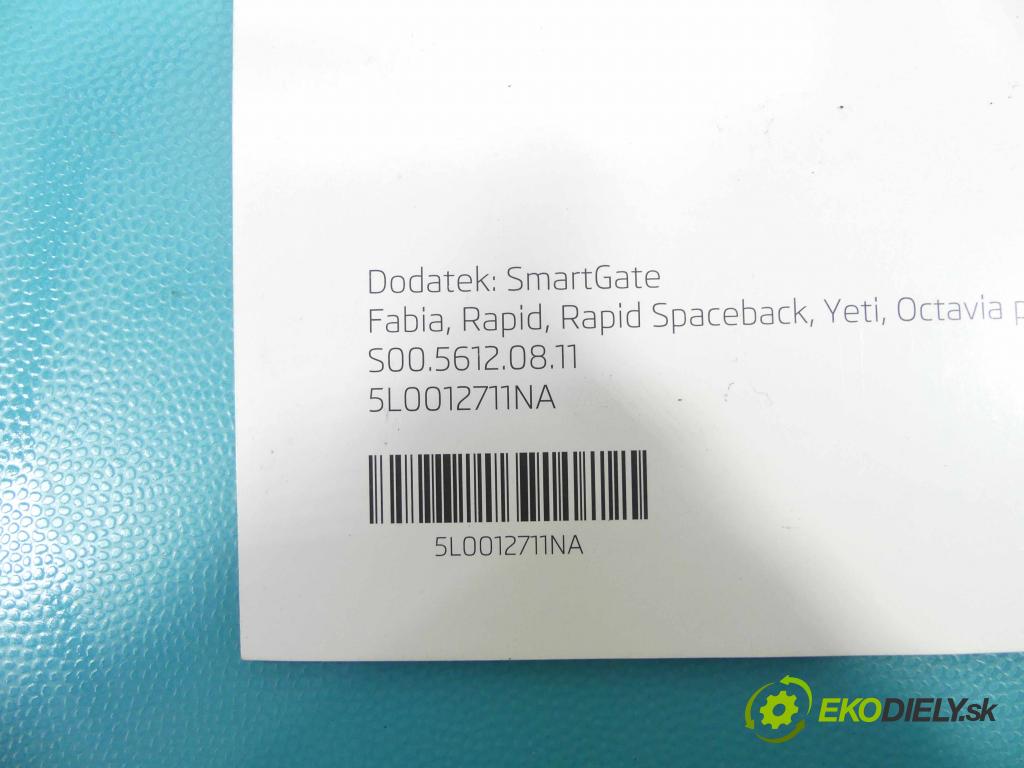 Dodatek: SmartGate
Fabia, Rapid, Rapid Spaceback, Yeti, Octavia
S00.5612.08.11
5L0012711NA
5L0012711NA
EKODIELY.sk